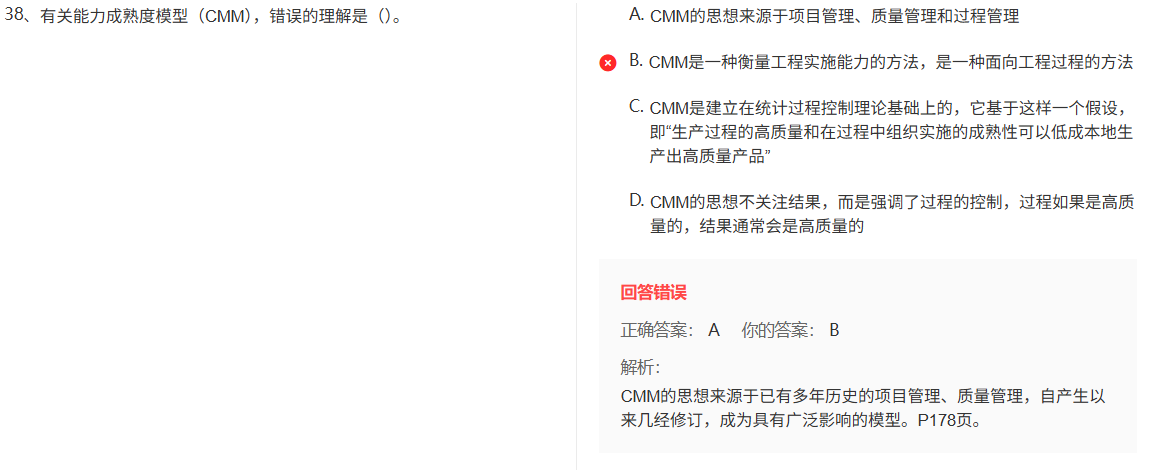 38、有关能力成熟度模型（CMM），错误的理解是（）。
A. CMM的思想来源于项目管理、质量管理和过程管理
B. CMM是一种衡量工程实施能力的方法，是一种面向工程过程的方法
C. CMM是建立在统计过程控制理论基础上的，它基于这样一个假设，
即“生产过程的高质量和在过程中组织实施的成熟性可以低成本地生
产出高质量产品”
D. CMM的思想不关注结果，而是强调了过程的控制，过程如果是高质
量的，结果通常会是高质量的
回答错误
正确答案： A 你的答案： B
解析：
CMM的思想来源于已有多年历史的项目管理、质量管理，自产生以
来几经修订，成为具有广泛影响的模型。P178页。